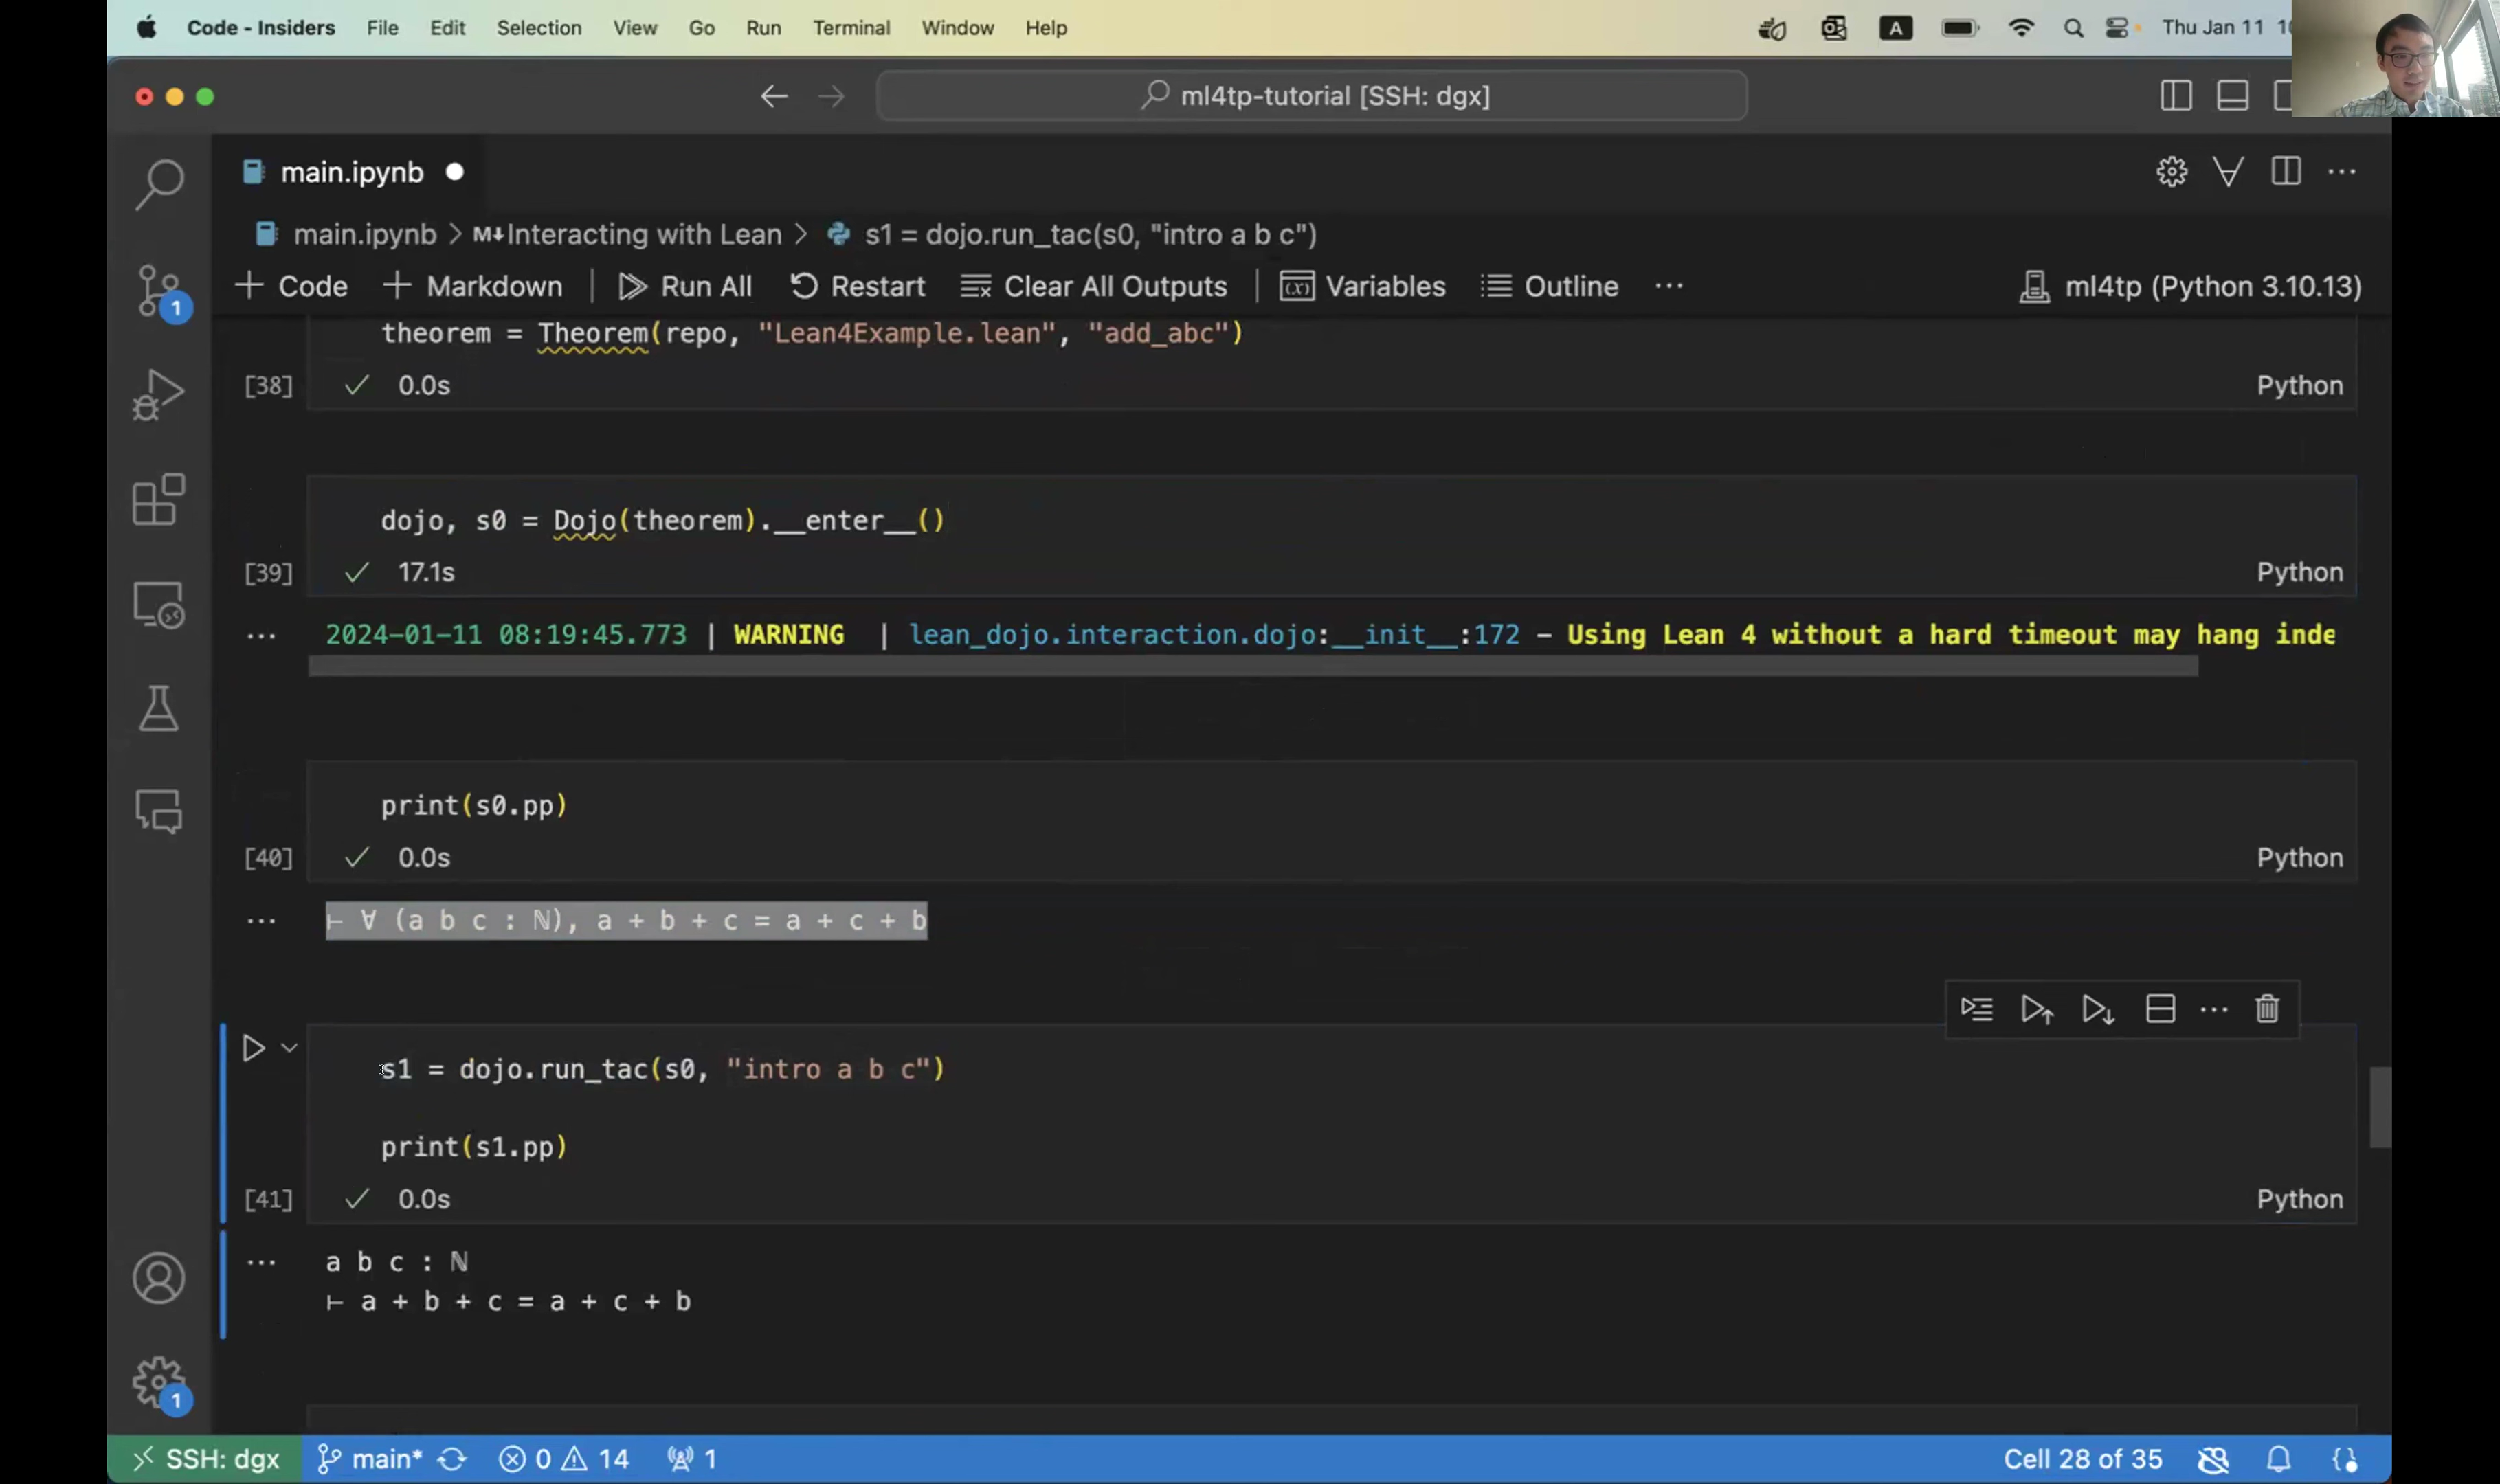 Code - Insiders File Edit Selection View Go Run Terminal Window Help A Thu Jan 11
ml4tp-tutorial [SSH: dgx]
main.ipynb
main.ipynb > M↓Interacting with Lean > s1 = dojo.run_tac(s0, "intro a b c")
+ Code + Markdown | Run All Restart Clear All Outputs | (x) Variables Outline ··· ml4tp (Python 3.10.13)
theorem = Theorem(repo, "Lean4Example.lean", "add_abc")
[38] ✓ 0.0s Python
dojo, s0 = Dojo(theorem).__enter__()
[39] ✓ 17.1s Python
··· 2024-01-11 08:19:45.773 | WARNING | lean_dojo.interaction.dojo:__init__:172 - Using Lean 4 without a hard timeout may hang inde
print(s0.pp)
[40] ✓ 0.0s Python
··· ⊢ ∀ (a b c : ℕ), a + b + c = a + c + b
s1 = dojo.run_tac(s0, "intro a b c")
print(s1.pp)
[41] ✓ 0.0s Python
··· a b c : ℕ
⊢ a + b + c = a + c + b
1
1
SSH: dgx main* 0 14 1 Cell 28 of 35